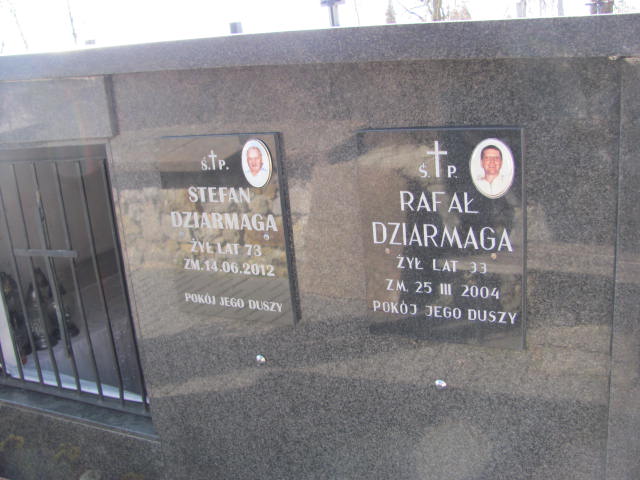 Ś.†P.
STEFAN
DZIARMAGA
ŻYŁ LAT 73
ZM. 14.06.2012
POKÓJ JEGO DUSZY
Ś.†P.
RAFAŁ
DZIARMAGA
ŻYŁ LAT 33
ZM. 25 III 2004
POKÓJ JEGO DUSZY